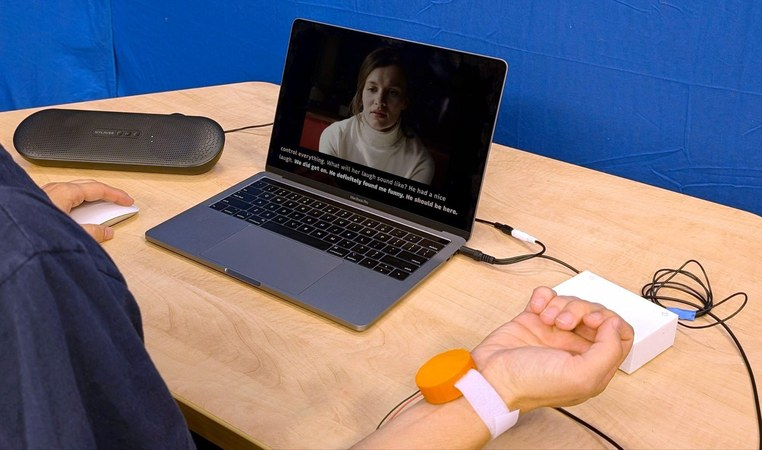 control everything. What will her laugh sound like? He had a nice
laugh. We did get on. He definitely found me funny. He should be here.
MacBook Pro